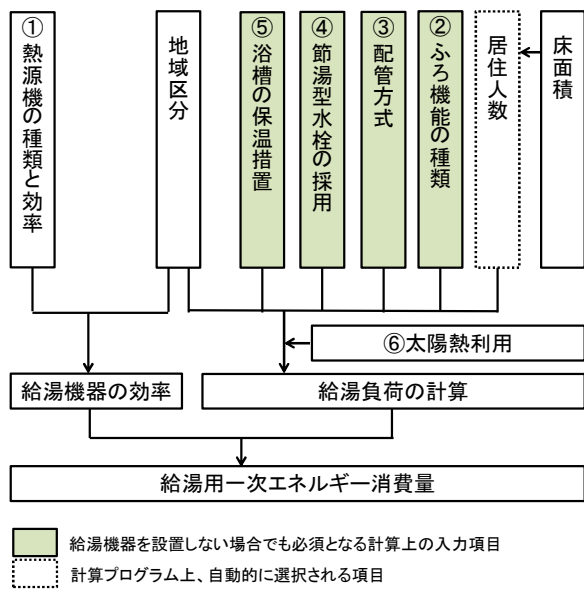 ①熱源機の種類と効率
地域区分
⑤浴槽の保温措置
④節湯型水栓の採用
③配管方式
②ふろ機能の種類
居住人数
床面積
⑥太陽熱利用
給湯機器の効率
給湯負荷の計算
給湯用一次エネルギー消費量
給湯機器を設置しない場合でも必須となる計算上の入力項目
計算プログラム上、自動的に選択される項目